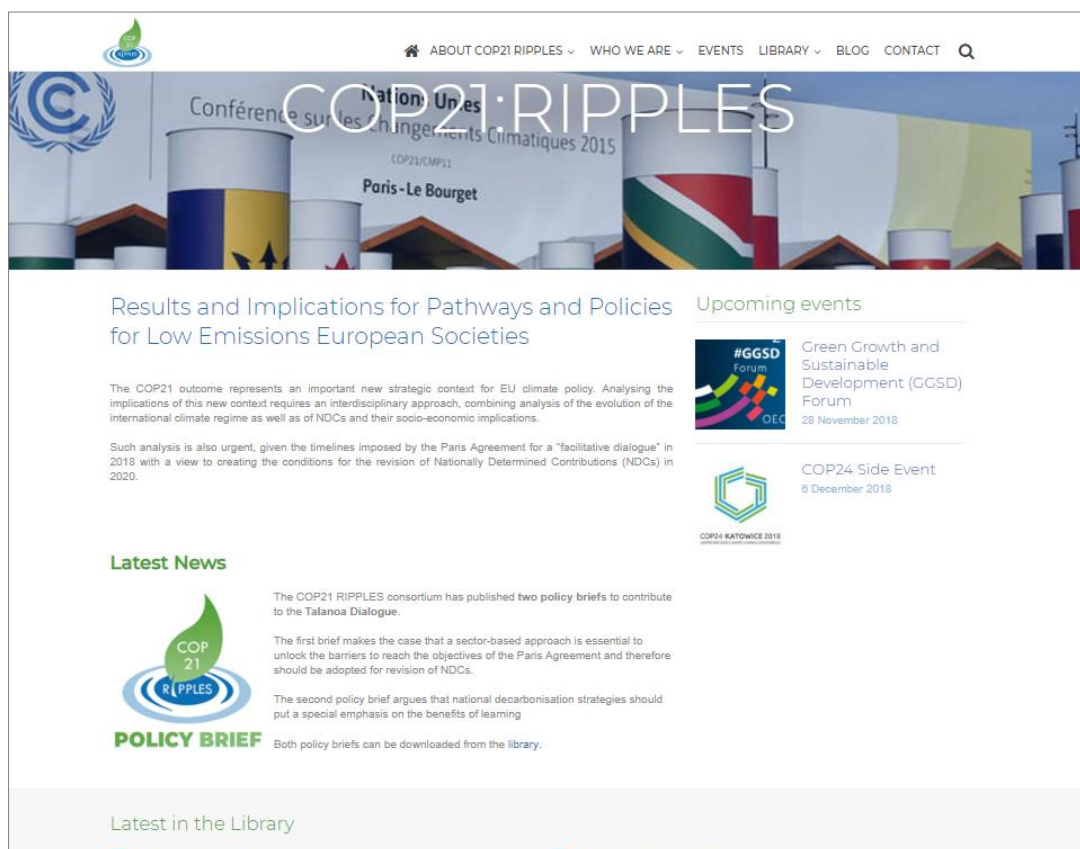 COP
21
RIPPLES
ABOUT COP21 RIPPLES
WHO WE ARE
EVENTS
LIBRARY
BLOG
CONTACT
COP21:RIPPLES
Nations Unies
Conférence sur les Changements Climatiques 2015
COP21/CMP11
Paris-Le Bourget
Results and Implications for Pathways and Policies
for Low Emissions European Societies
The COP21 outcome represents an important new strategic context for EU climate policy. Analysing the
implications of this new context requires an interdisciplinary approach, combining analysis of the evolution of the
international climate regime as well as of NDCs and their socio-economic implications.
Such analysis is also urgent, given the timelines imposed by the Paris Agreement for a "facilitative dialogue" in
2018 with a view to creating the conditions for the revision of Nationally Determined Contributions (NDCs) in
2020.
Upcoming events
#GGSD
Forum
OEC
Green Growth and
Sustainable
Development (GGSD)
Forum
28 November 2018
COP24·KATOWICE 2018
COP24 Side Event
6 December 2018
Latest News
COP
21
RIPPLES
POLICY BRIEF
The COP21 RIPPLES consortium has published two policy briefs to contribute
to the Talanoa Dialogue.
The first brief makes the case that a sector-based approach is essential to
unlock the barriers to reach the objectives of the Paris Agreement and therefore
should be adopted for revision of NDCs.
The second policy brief argues that national decarbonisation strategies should
put a special emphasis on the benefits of learning
Both policy briefs can be downloaded from the library.
Latest in the Library